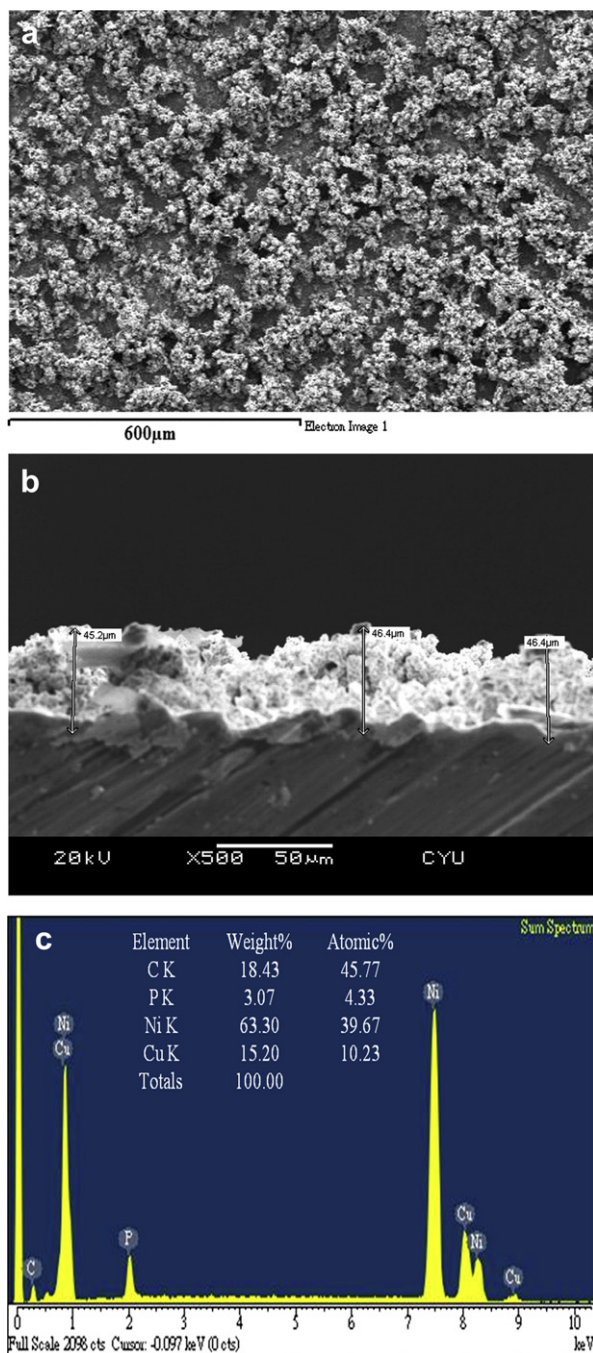 a
600µm Electron Image 1
b
45.2µm
46.4µm
46.4µm
20kV X500 50µm CYU
c
Sum Spectrum
Element Weight% Atomic%
C K 18.43 45.77
P K 3.07 4.33
Ni K 63.30 39.67
Cu K 15.20 10.23
Totals 100.00
Ni
Cu
C
P
Ni
Cu
Ni
Cu
0 1 2 3 4 5 6 7 8 9 10
Full Scale 2098 cts Cursor: -0.097 keV (0 cts) keV